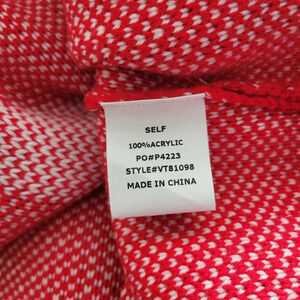 SELF
100%ACRYLIC
PO#P4223
STYLE#VT81098
MADE IN CHINA